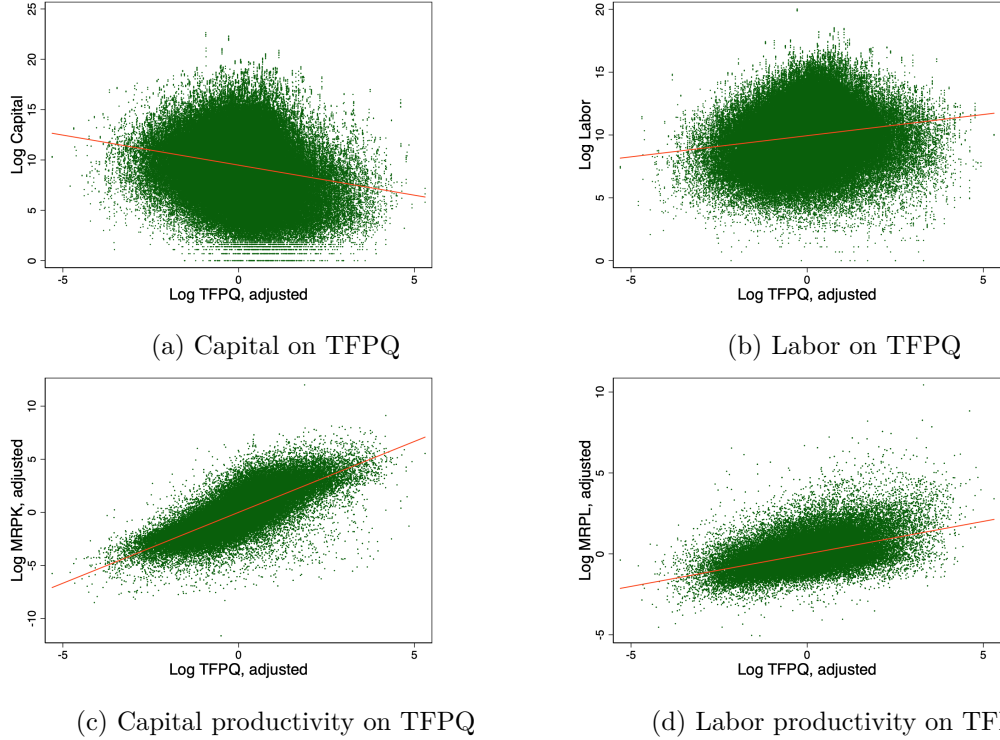 25
20
15
10
5
0
Log Capital
-5
0
5
Log TFPQ, adjusted
(a) Capital on TFPQ
20
15
10
5
0
Log Labor
-5
0
5
Log TFPQ, adjusted
(b) Labor on TFPQ
10
5
0
-5
-10
Log MRPK, adjusted
-5
0
5
Log TFPQ, adjusted
(c) Capital productivity on TFPQ
10
5
0
-5
Log MRPL, adjusted
-5
0
5
Log TFPQ, adjusted
(d) Labor productivity on